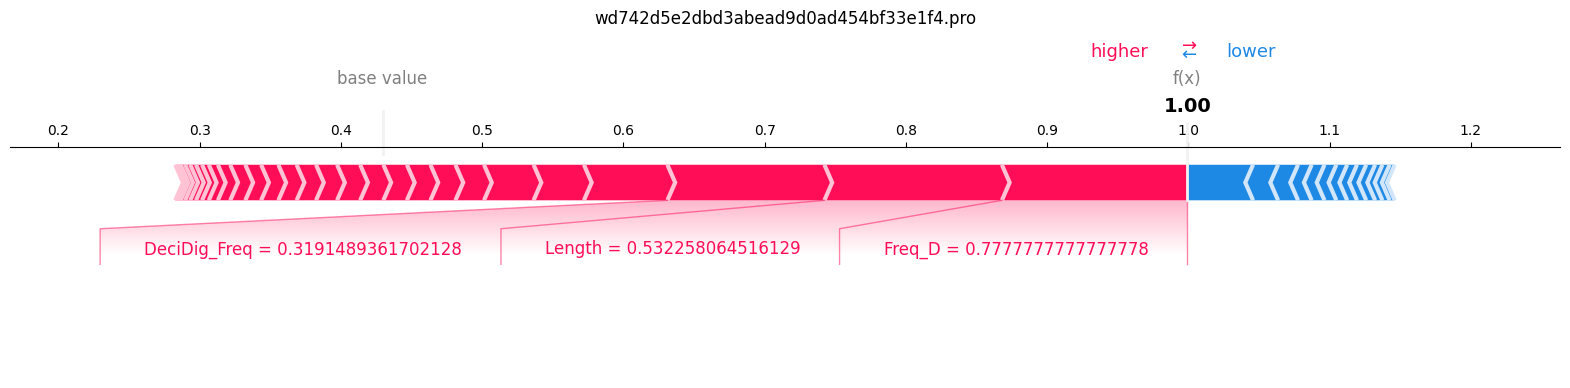 wd742d5e2dbd3abead9d0ad454bf33e1f4.pro
higher → ← lower
base value f(x)
1.00
0.2 0.3 0.4 0.5 0.6 0.7 0.8 0.9 1.0 1.1 1.2
DeciDig_Freq = 0.3191489361702128 Length = 0.532258064516129 Freq_D = 0.7777777777777778